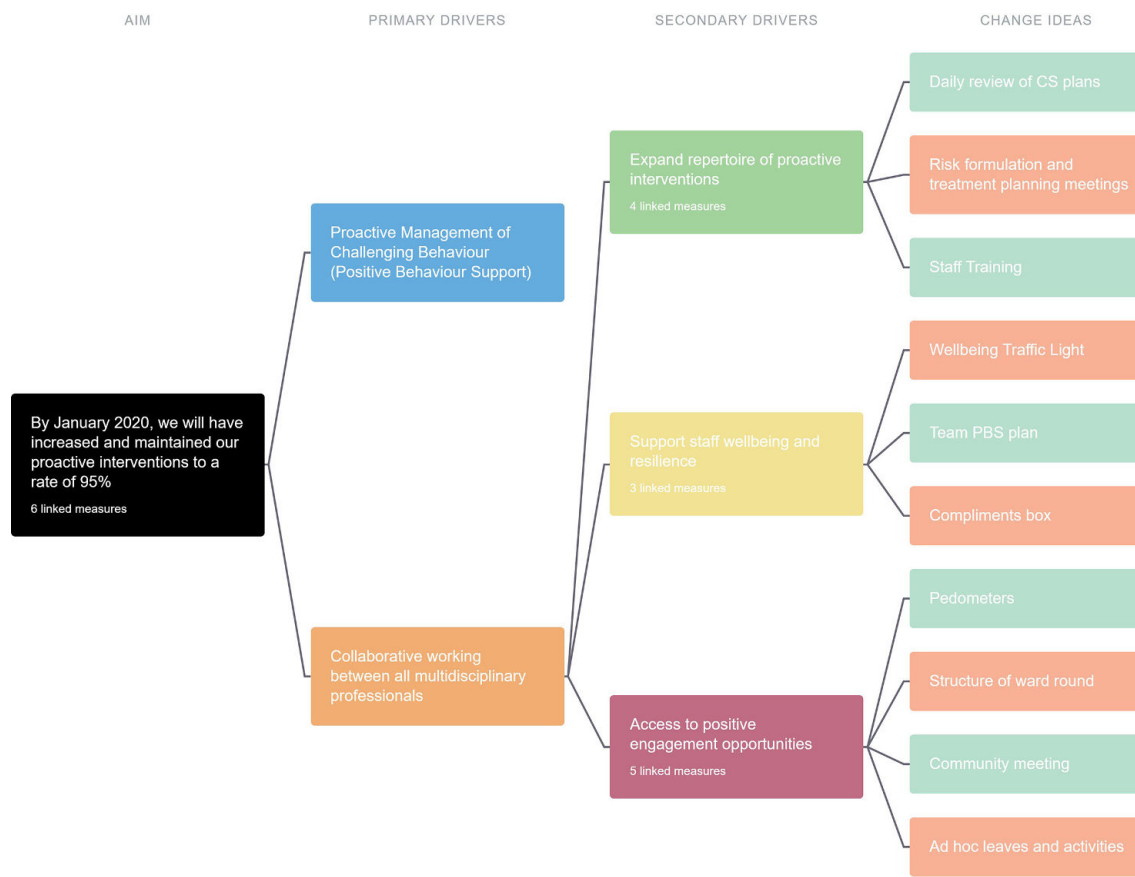 AIM
PRIMARY DRIVERS
SECONDARY DRIVERS
CHANGE IDEAS
By January 2020, we will have
increased and maintained our
proactive interventions to a
rate of 95%
6 linked measures
Proactive Management of
Challenging Behaviour
(Positive Behaviour Support)
Collaborative working
between all multidisciplinary
professionals
Expand repertoire of proactive
interventions
4 linked measures
Support staff wellbeing and
resilience
3 linked measures
Access to positive
engagement opportunities
5 linked measures
Daily review of CS plans
Risk formulation and
treatment planning meetings
Staff Training
Wellbeing Traffic Light
Team PBS plan
Compliments box
Pedometers
Structure of ward round
Community meeting
Ad hoc leaves and activities